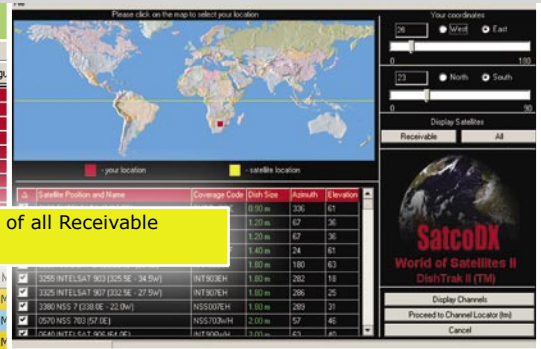 File
Please click on the map to select your location
Your coordinates
26 West East
0 180
23 North South
0 90
Display Satellites
Receivable All
- your location - satellite location
Satellite Position and Name Coverage Code Dish Size Azimuth Elevation
0.90 m 336 61
1.20 m 67 36
1.20 m 67 36
1.40 m 24 61
1.80 m 180 63
of all Receivable
3255 INTELSAT 903 (325.5E - 34.5W) INT903EH 1.80 m 282 18
3325 INTELSAT 907 (332.5E - 27.5W) INT907EH 1.80 m 286 25
3380 NSS 7 (338.0E - 22.0W) NSS007EH 1.80 m 289 31
0570 NSS 703 (57.0E) NSS703WH 2.00 m 57 46
0640 INTELSAT 906 (64.0E)
SatcoDX
World of Satellites II
DishTrak II (TM)
Display Channels
Proceed to Channel Locator (tm)
Cancel